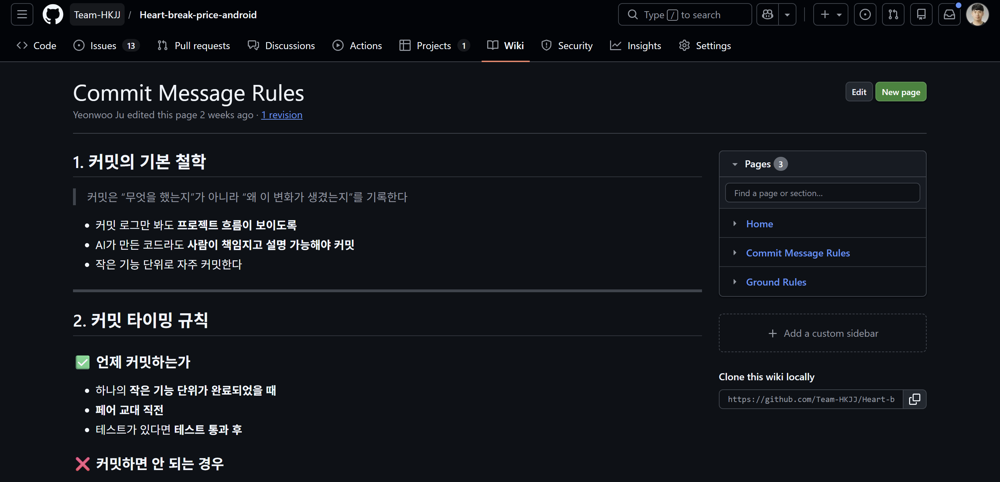 Team-HKJJ / Heart-break-price-android
Type / to search
Code
Issues 13
Pull requests
Discussions
Actions
Projects 1
Wiki
Security
Insights
Settings
Commit Message Rules
Edit
New page
Yeonwoo Ju edited this page 2 weeks ago · 1 revision
1. 커밋의 기본 철학
커밋은 “무엇을 했는지”가 아니라 “왜 이 변화가 생겼는지”를 기록한다
• 커밋 로그만 봐도 프로젝트 흐름이 보이도록
• AI가 만든 코드라도 사람이 책임지고 설명 가능해야 커밋
• 작은 기능 단위로 자주 커밋한다
2. 커밋 타이밍 규칙
✅ 언제 커밋하는가
• 하나의 작은 기능 단위가 완료되었을 때
• 페어 교대 직전
• 테스트가 있다면 테스트 통과 후
❌ 커밋하면 안 되는 경우
Pages 3
Find a page or section...
Home
Commit Message Rules
Ground Rules
+ Add a custom sidebar
Clone this wiki locally
https://github.com/Team-HKJJ/Heart-b